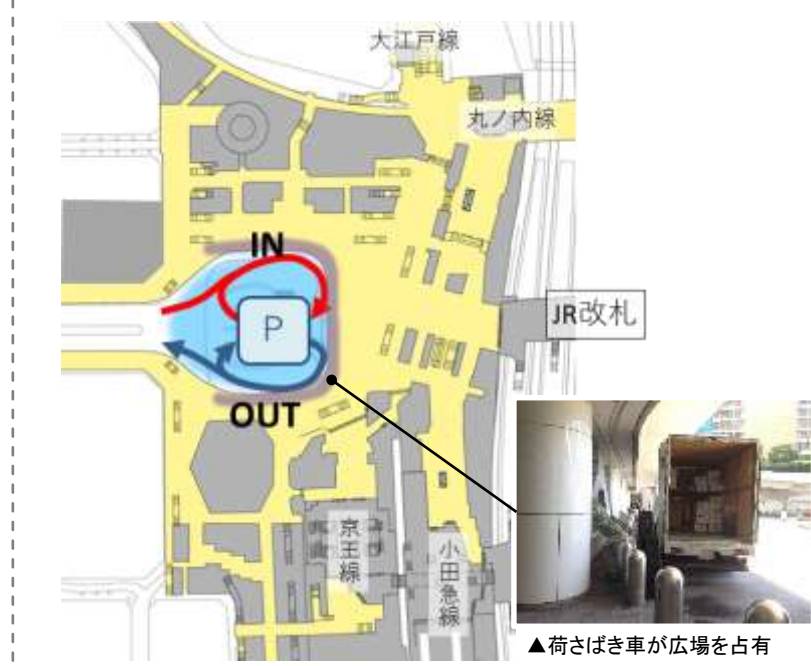 大江戸線
丸ノ内線
IN
P
JR改札
OUT
京王線
小田急線
▲荷さばき車が広場を占有